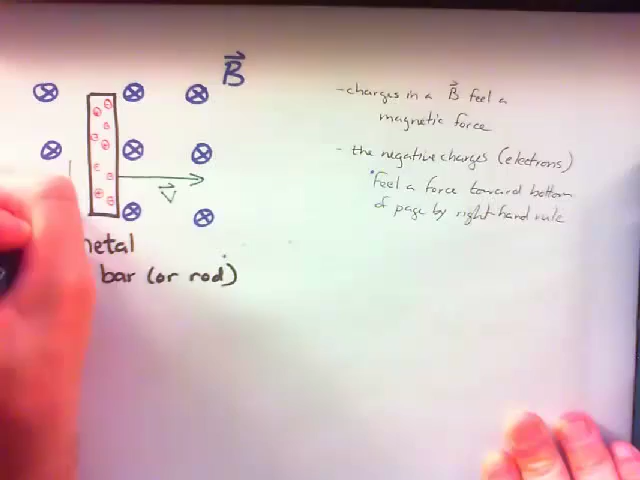 B
V
metal
bar (or rod)
-charges in a B feel a
magnetic force
- the negative charges (electrons)
feel a force toward bottom
of page by right-hand rule